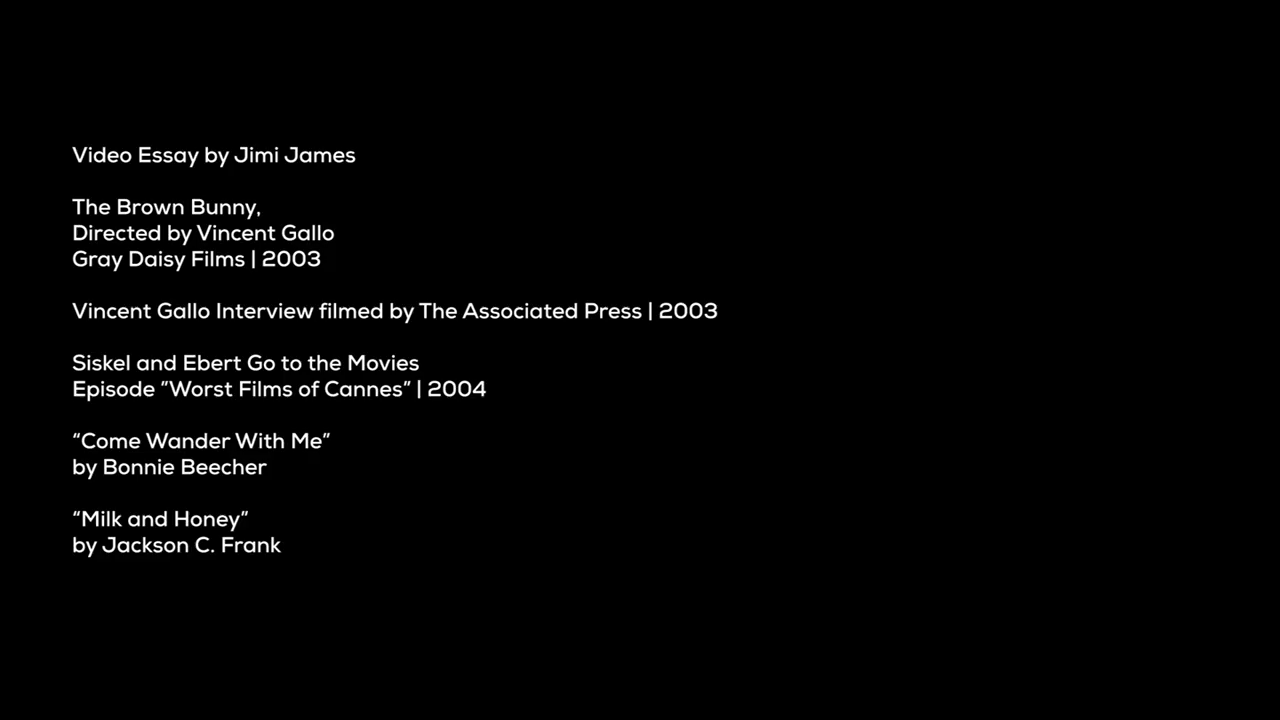 Video Essay by Jimi James
The Brown Bunny,
Directed by Vincent Gallo
Gray Daisy Films | 2003
Vincent Gallo Interview filmed by The Associated Press | 2003
Siskel and Ebert Go to the Movies
Episode "Worst Films of Cannes" | 2004
“Come Wander With Me”
by Bonnie Beecher
“Milk and Honey”
by Jackson C. Frank